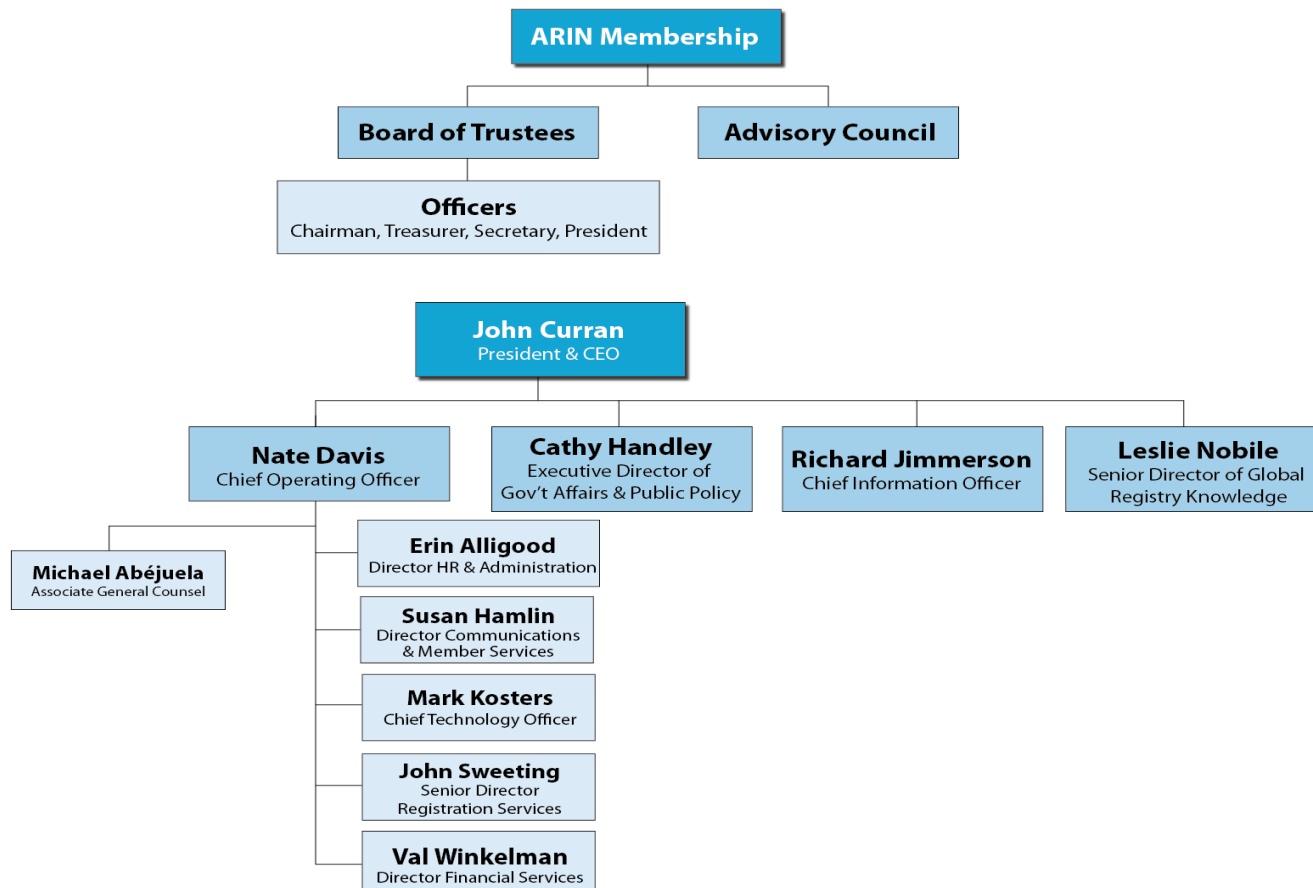 ARIN Membership
Board of Trustees
Advisory Council
Officers
Chairman, Treasurer, Secretary, President
John Curran
President & CEO
Nate Davis
Chief Operating Officer
Cathy Handley
Executive Director of
Gov't Affairs & Public Policy
Richard Jimmerson
Chief Information Officer
Leslie Nobile
Senior Director of Global
Registry Knowledge
Michael Abéjuela
Associate General Counsel
Erin Alligood
Director HR & Administration
Susan Hamlin
Director Communications
& Member Services
Mark Kosters
Chief Technology Officer
John Sweeting
Senior Director
Registration Services
Val Winkelman
Director Financial Services